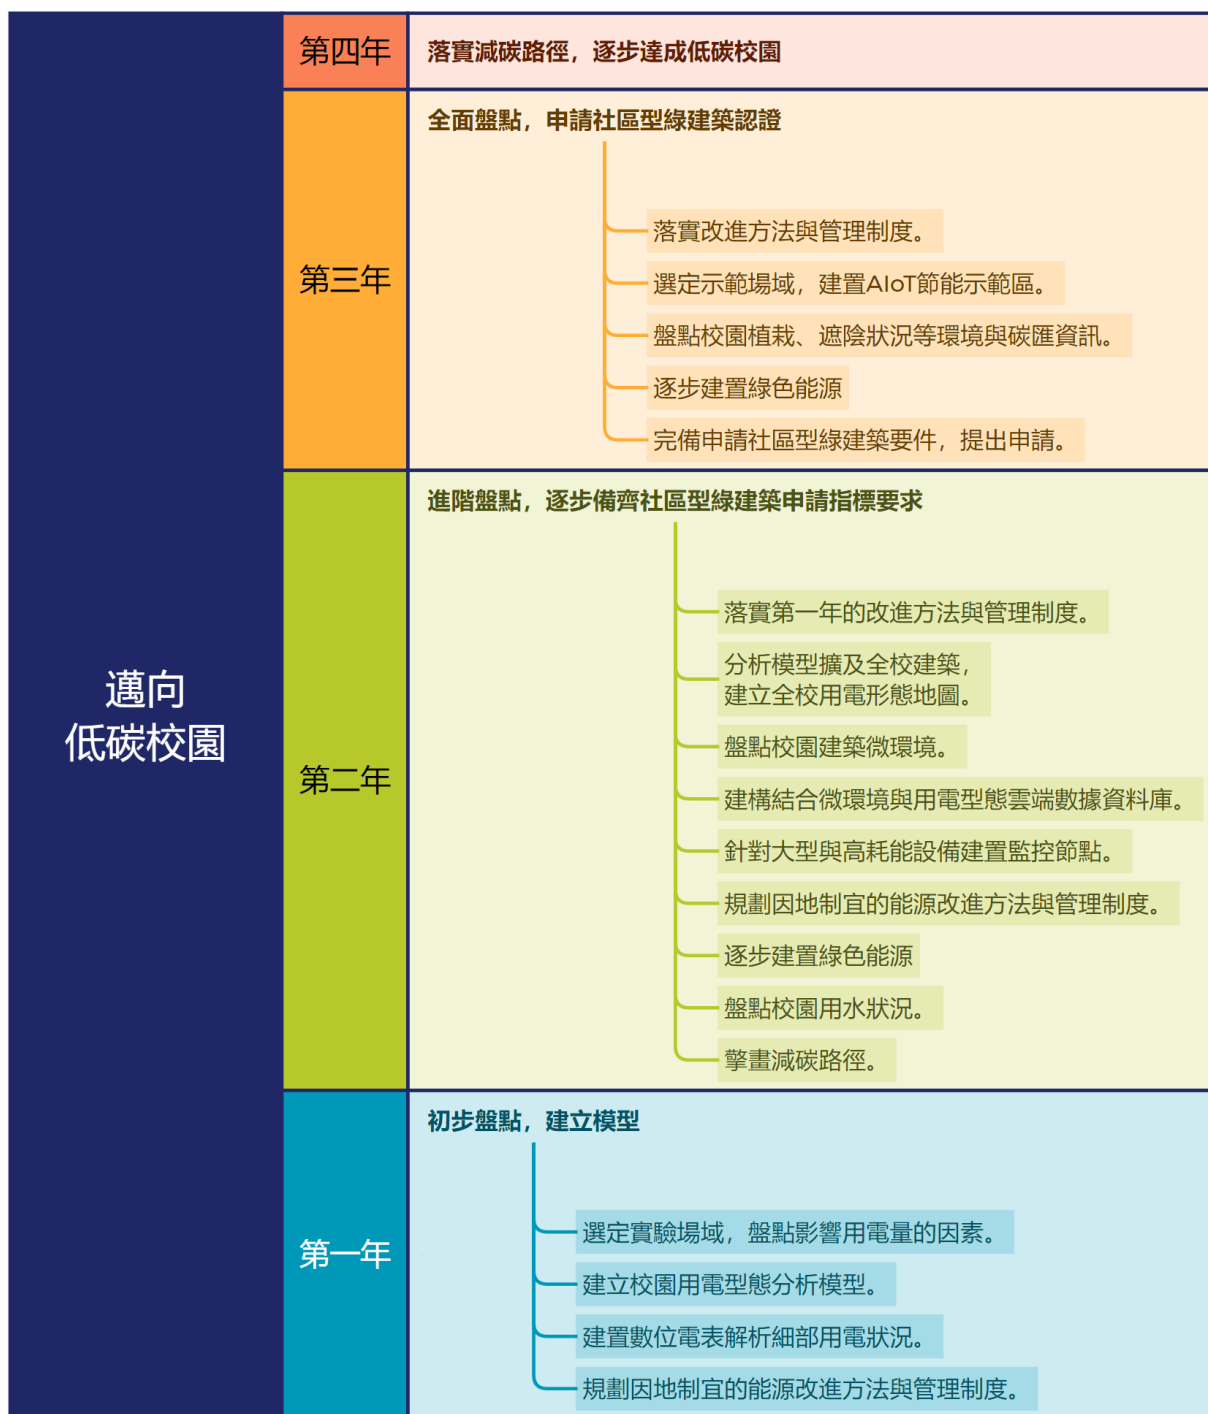 邁向
低碳校園
第四年
落實減碳路徑，逐步達成低碳校園
第三年
全面盤點，申請社區型綠建築認證
落實改進方法與管理制度。
選定示範場域，建置AIoT節能示範區。
盤點校園植栽、遮陰狀況等環境與碳匯資訊。
逐步建置綠色能源
完備申請社區型綠建築要件，提出申請。
第二年
進階盤點，逐步備齊社區型綠建築申請指標要求
落實第一年的改進方法與管理制度。
分析模型擴及全校建築，
建立全校用電形態地圖。
盤點校園建築微環境。
建構結合微環境與用電型態雲端數據資料庫。
針對大型與高耗能設備建置監控節點。
規劃因地制宜的能源改進方法與管理制度。
逐步建置綠色能源
盤點校園用水狀況。
擎畫減碳路徑。
第一年
初步盤點，建立模型
選定實驗場域，盤點影響用電量的因素。
建立校園用電型態分析模型。
建置數位電表解析細部用電狀況。
規劃因地制宜的能源改進方法與管理制度。